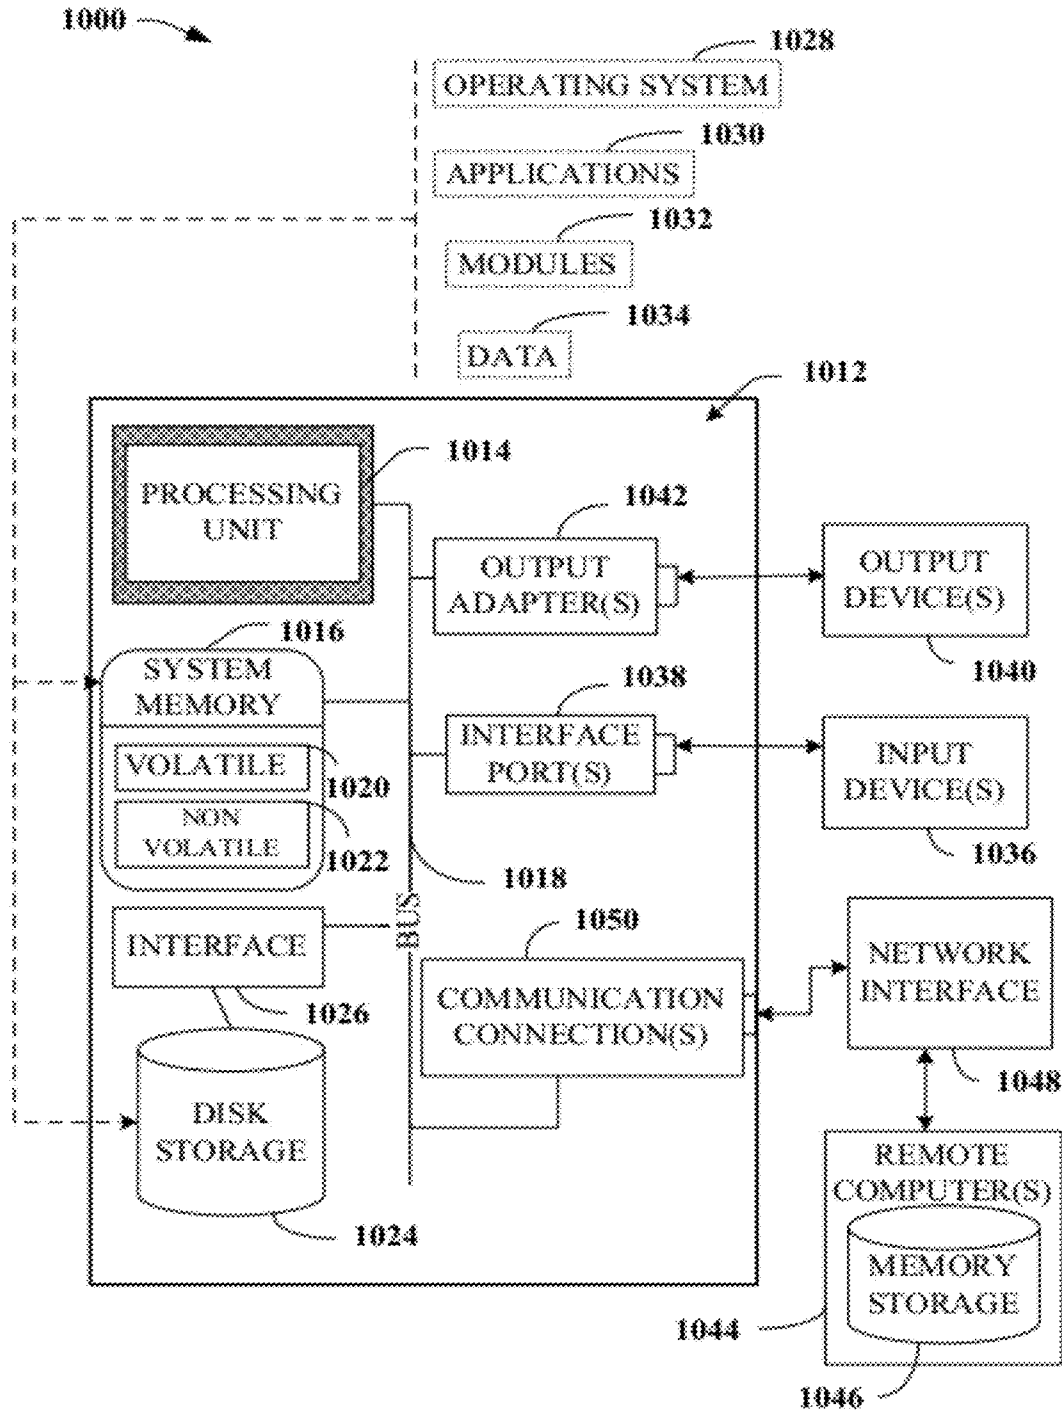 1000
1028
OPERATING SYSTEM
1030
APPLICATIONS
1032
MODULES
1034
DATA
1012
1014
PROCESSING
UNIT
1042
OUTPUT
ADAPTER(S)
OUTPUT
DEVICE(S)
1040
1016
SYSTEM
MEMORY
VOLATILE
1020
NON
VOLATILE
1022
1038
INTERFACE
PORT(S)
INPUT
DEVICE(S)
1036
1018
BUS
INTERFACE
1026
1050
COMMUNICATION
CONNECTION(S)
NETWORK
INTERFACE
1048
DISK
STORAGE
1024
REMOTE
COMPUTER(S)
MEMORY
STORAGE
1044
1046